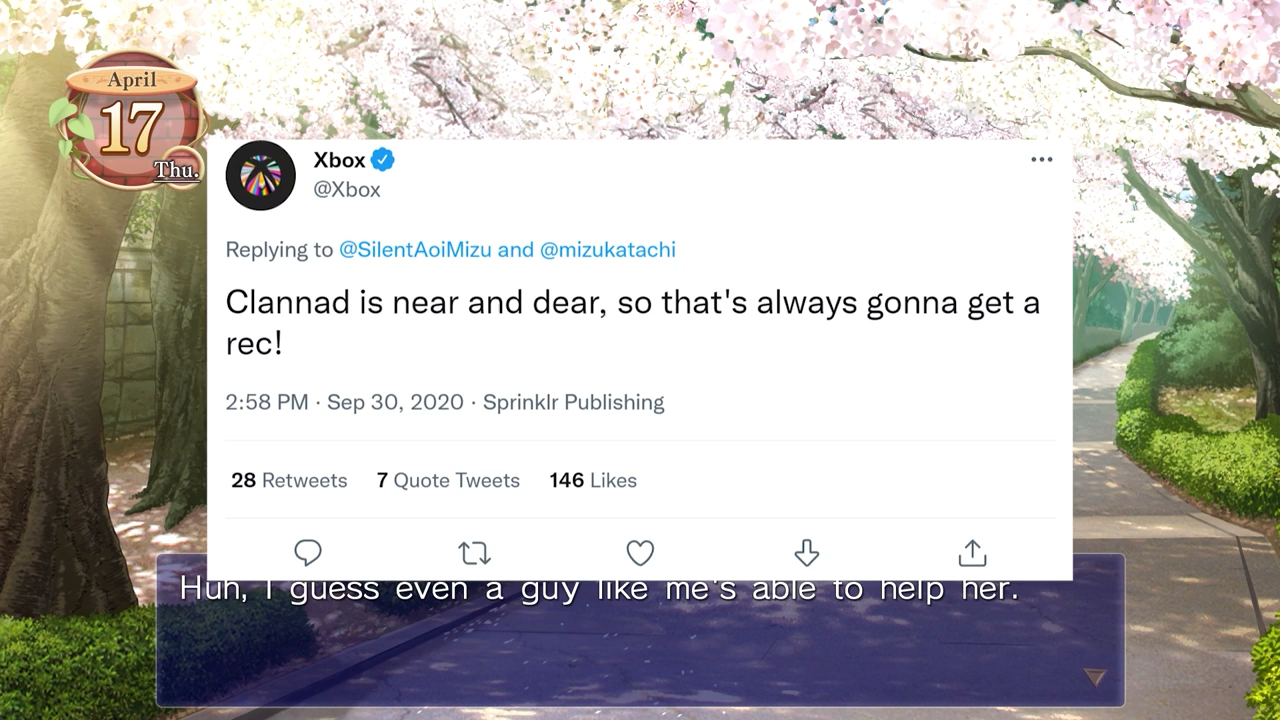 April
17
Thu.
Xbox
@Xbox
Replying to @SilentAoiMizu and @mizukatachi
Clannad is near and dear, so that's always gonna get a
rec!
2:58 PM · Sep 30, 2020 · Sprinklr Publishing
28 Retweets 7 Quote Tweets 146 Likes
Huh, I guess even a guy like me's able to help her.